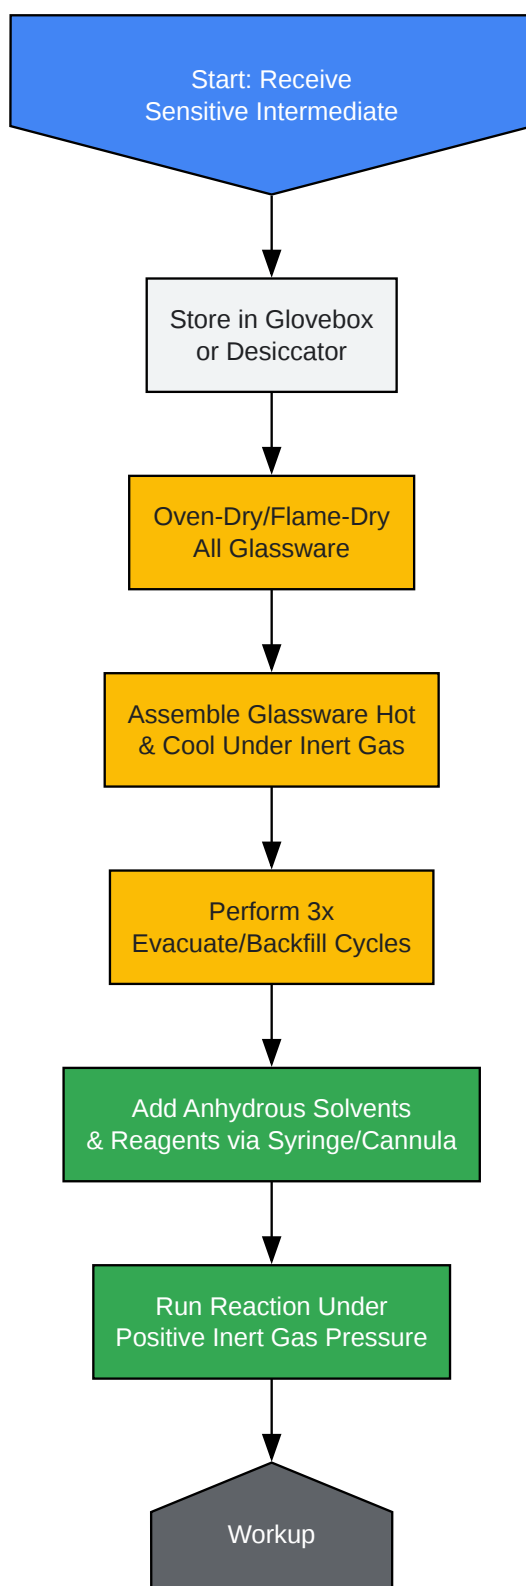 Start: Receive
Sensitive Intermediate
Store in Glovebox
or Desiccator
Oven-Dry/Flame-Dry
All Glassware
Assemble Glassware Hot
& Cool Under Inert Gas
Perform 3x
Evacuate/Backfill Cycles
Add Anhydrous Solvents
& Reagents via Syringe/Cannula
Run Reaction Under
Positive Inert Gas Pressure
Workup